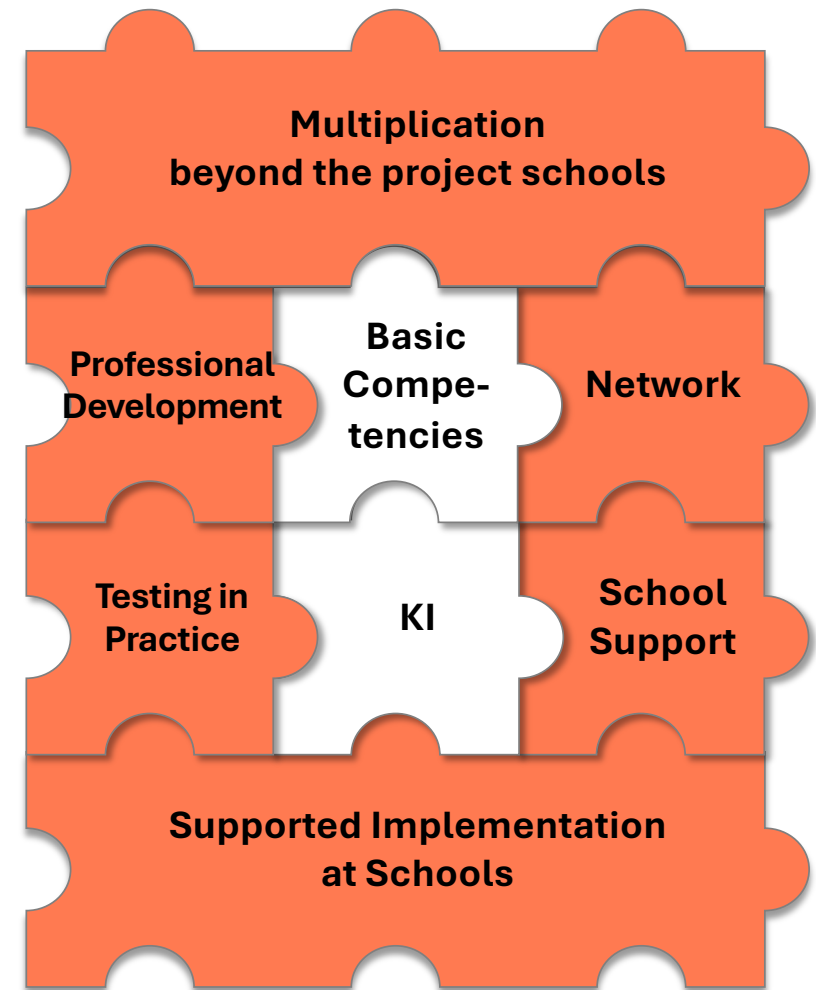 Multiplication
beyond the project schools
Professional
Development
Basic
Compe-
tencies
Network
Testing in
Practice
KI
School
Support
Supported Implementation
at Schools